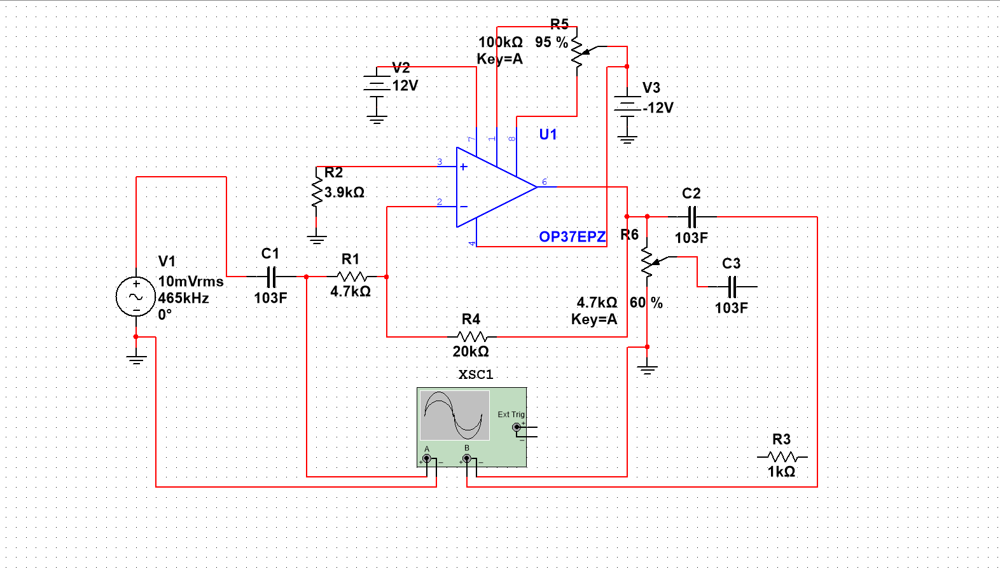 R5
100kΩ 95 %
Key=A
V2
12V
V3
-12V
7
1
8
U1
3
+
R2
3.9kΩ
6
2
−
C2
103F
4
OP37EPZ
R6
C1
103F
R1
4.7kΩ
C3
103F
V1
10mVrms
465kHz
0°
+
−
4.7kΩ 60 %
Key=A
R4
20kΩ
XSC1
Ext Trig
+
−
A
B
+ −
+ −
R3
1kΩ